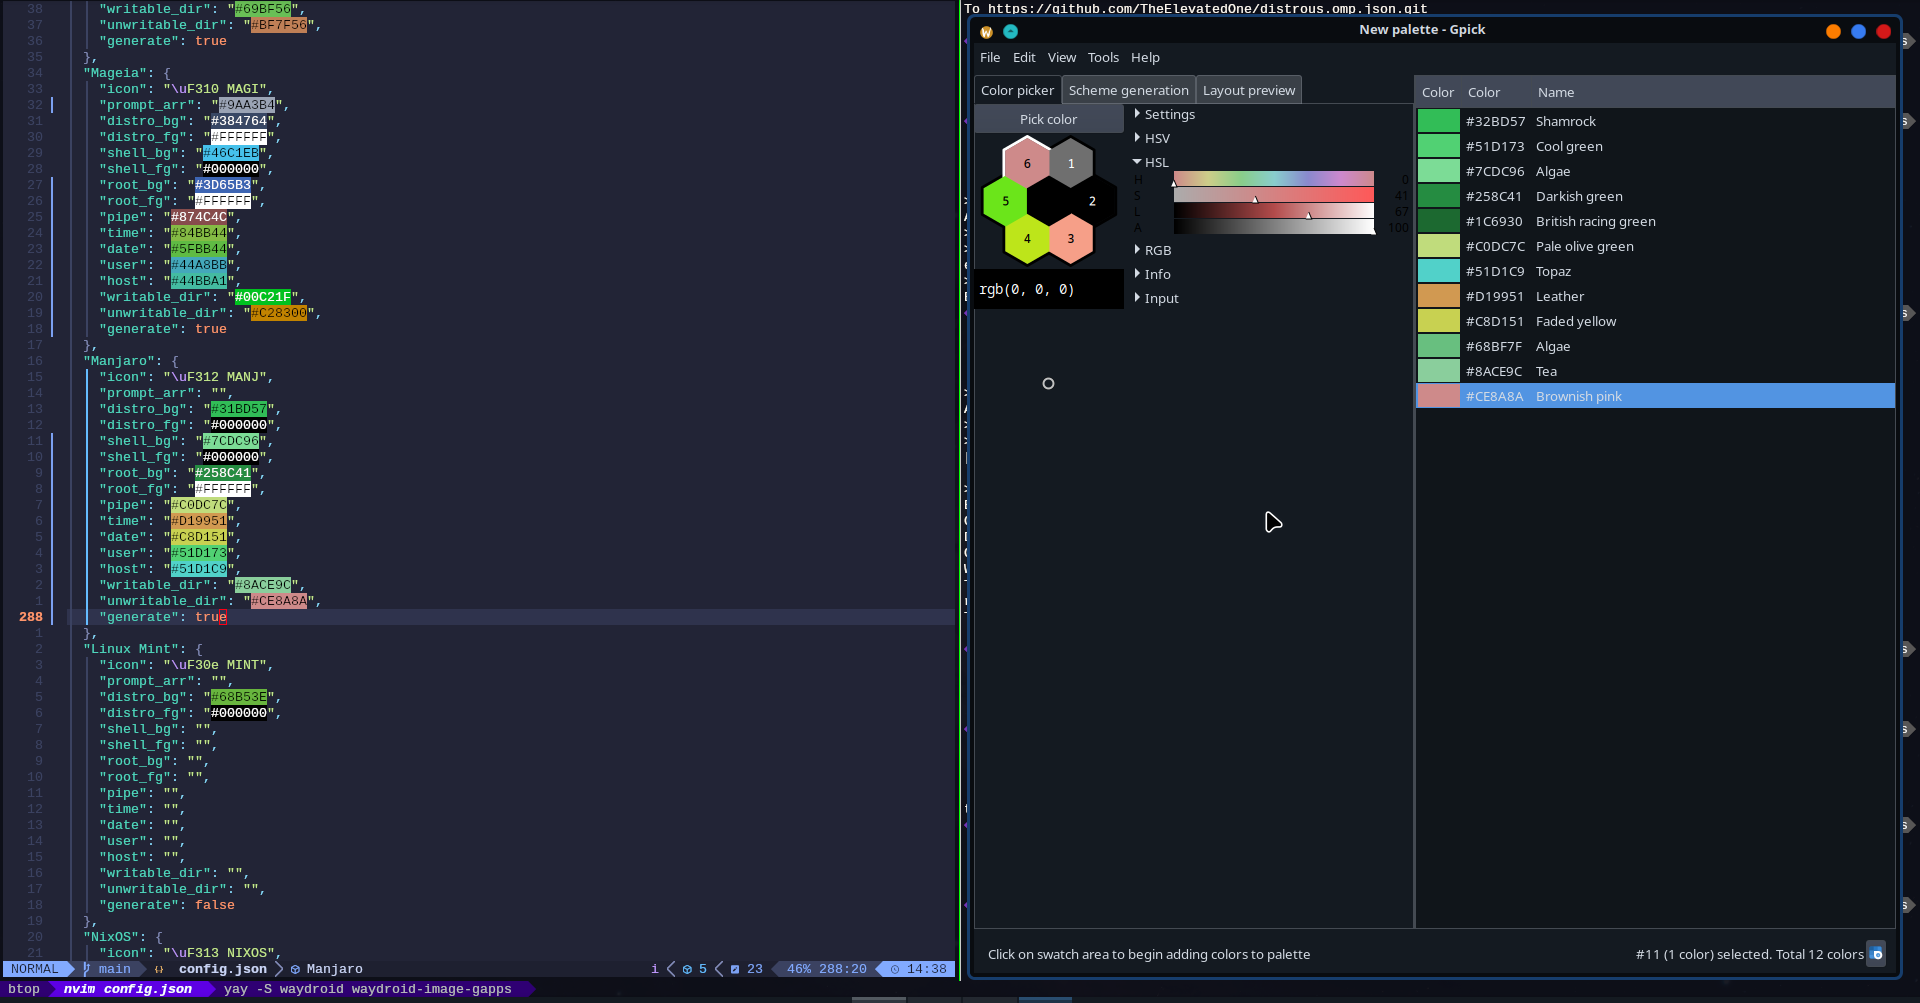 38 "writable_dir": "#69BF56",
37 "unwritable_dir": "#BF7F56",
36 "generate": true
35 },
34 "Mageia": {
33 "icon": "\uF310 MAGI",
32 "prompt_arr": "#9AA3B4",
31 "distro_bg": "#384764",
30 "distro_fg": "#FFFFFF",
29 "shell_bg": "#46C1EB",
28 "shell_fg": "#000000",
27 "root_bg": "#3D65B3",
26 "root_fg": "#FFFFFF",
25 "pipe": "#874C4C",
24 "time": "#84BB44",
23 "date": "#5FBB44",
22 "user": "#44A8BB",
21 "host": "#44BBA1",
20 "writable_dir": "#00C21F",
19 "unwritable_dir": "#C28300",
18 "generate": true
17 },
16 "Manjaro": {
15 "icon": "\uF312 MANJ",
14 "prompt_arr": "",
13 "distro_bg": "#31BD57",
12 "distro_fg": "#000000",
11 "shell_bg": "#7CDC96",
10 "shell_fg": "#000000",
9 "root_bg": "#258C41",
8 "root_fg": "#FFFFFF",
7 "pipe": "#C0DC7C",
6 "time": "#D19951",
5 "date": "#C8D151",
4 "user": "#51D173",
3 "host": "#51D1C9",
2 "writable_dir": "#8ACE9C",
1 "unwritable_dir": "#CE8A8A",
288 "generate": true
1 },
2 "Linux Mint": {
3 "icon": "\uF30e MINT",
4 "prompt_arr": "",
5 "distro_bg": "#68B53E",
6 "distro_fg": "#000000",
7 "shell_bg": "",
8 "shell_fg": "",
9 "root_bg": "",
10 "root_fg": "",
11 "pipe": "",
12 "time": "",
13 "date": "",
14 "user": "",
15 "host": "",
16 "writable_dir": "",
17 "unwritable_dir": "",
18 "generate": false
19 },
20 "NixOS": {
21 "icon": "\uF313 NIXOS",
NORMAL main {} config.json Manjaro i 5 23 46% 288:20 14:38
btop nvim config.json yay -S waydroid waydroid-image-gapps
To https://github.com/TheElevatedOne/distrous.omp.json.git
New palette - Gpick
File Edit View Tools Help
Color picker Scheme generation Layout preview
Pick color
6 1
5 2
4 3
rgb(0, 0, 0)
Settings
HSV
HSL
H 0
S 41
L 67
A 100
RGB
Info
Input
Color Color Name
#32BD57 Shamrock
#51D173 Cool green
#7CDC96 Algae
#258C41 Darkish green
#1C6930 British racing green
#C0DC7C Pale olive green
#51D1C9 Topaz
#D19951 Leather
#C8D151 Faded yellow
#68BF7F Algae
#8ACE9C Tea
#CE8A8A Brownish pink
Click on swatch area to begin adding colors to palette
#11 (1 color) selected. Total 12 colors